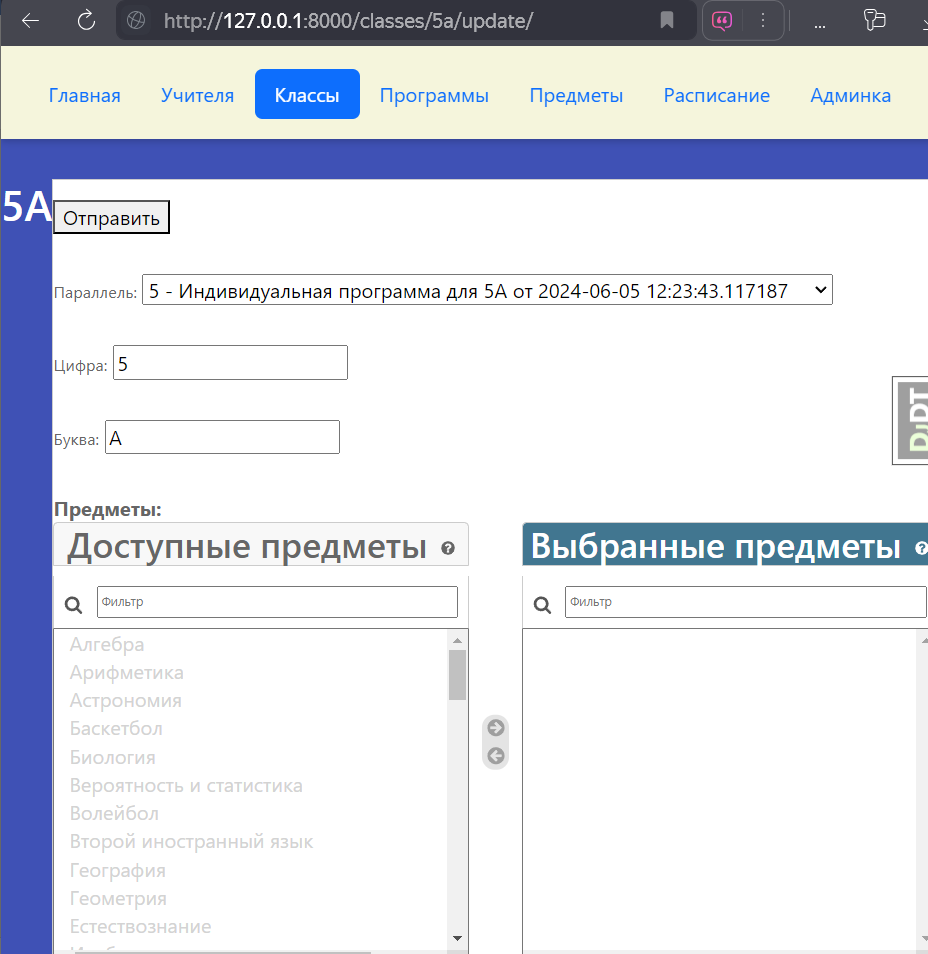 http://127.0.0.1:8000/classes/5a/update/
Главная Учителя Классы Программы Предметы Расписание Админка
5А
Отправить
Параллель: 5 - Индивидуальная программа для 5А от 2024-06-05 12:23:43.117187
Цифра: 5
Буква: А
DjDT
Предметы:
Доступные предметы ?
Выбранные предметы ?
Фильтр
Фильтр
Алгебра
Арифметика
Астрономия
Баскетбол
Биология
Вероятность и статистика
Волейбол
Второй иностранный язык
География
Геометрия
Естествознание